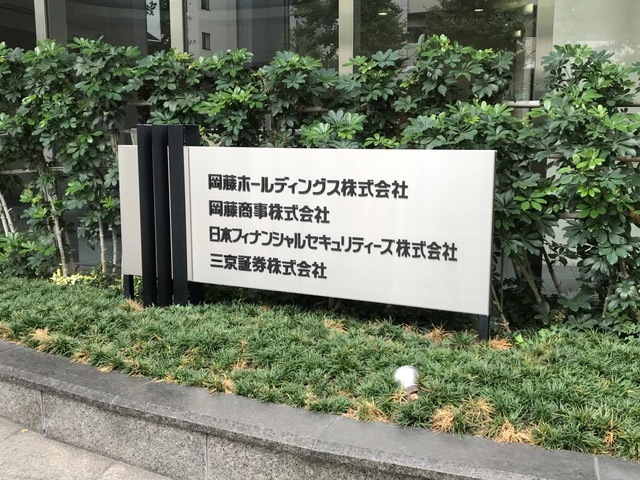 岡藤ホールディングス株式会社
岡藤商事株式会社
日本フィナンシャルセキュリティーズ株式会社
三京証券株式会社